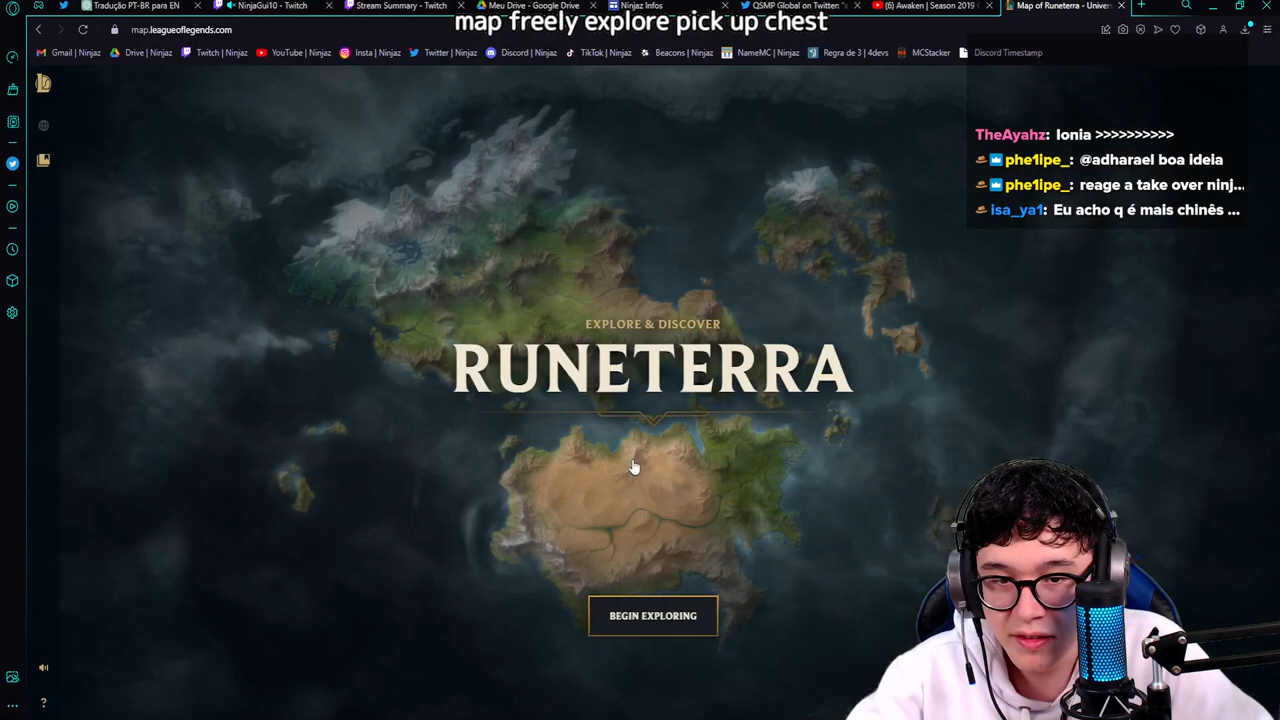 Tradução PT-BR para EN
NinjaGui10 - Twitch
Stream Summary - Twitch
Meu Drive - Google Drive
Ninjaz Infos
QSMP Global on Twitter:
(6) Awaken | Season 2019
Map of Runeterra - Univer
map.leagueoflegends.com
map freely explore pick up chest
Gmail | Ninjaz
Drive | Ninjaz
Twitch | Ninjaz
YouTube | Ninjaz
Insta | Ninjaz
Twitter | Ninjaz
Discord | Ninjaz
TikTok | Ninjaz
Beacons | Ninjaz
NameMC | Ninjaz
Regra de 3 | 4devs
MCStacker
Discord Timestamp
TheAyahz: Ionia >>>>>>>>>>
phe1ipe_: @adharael boa ideia
phe1ipe_: reage a take over ninj...
isa_ya1: Eu acho q é mais chinês ...
EXPLORE & DISCOVER
RUNETERRA
BEGIN EXPLORING
?